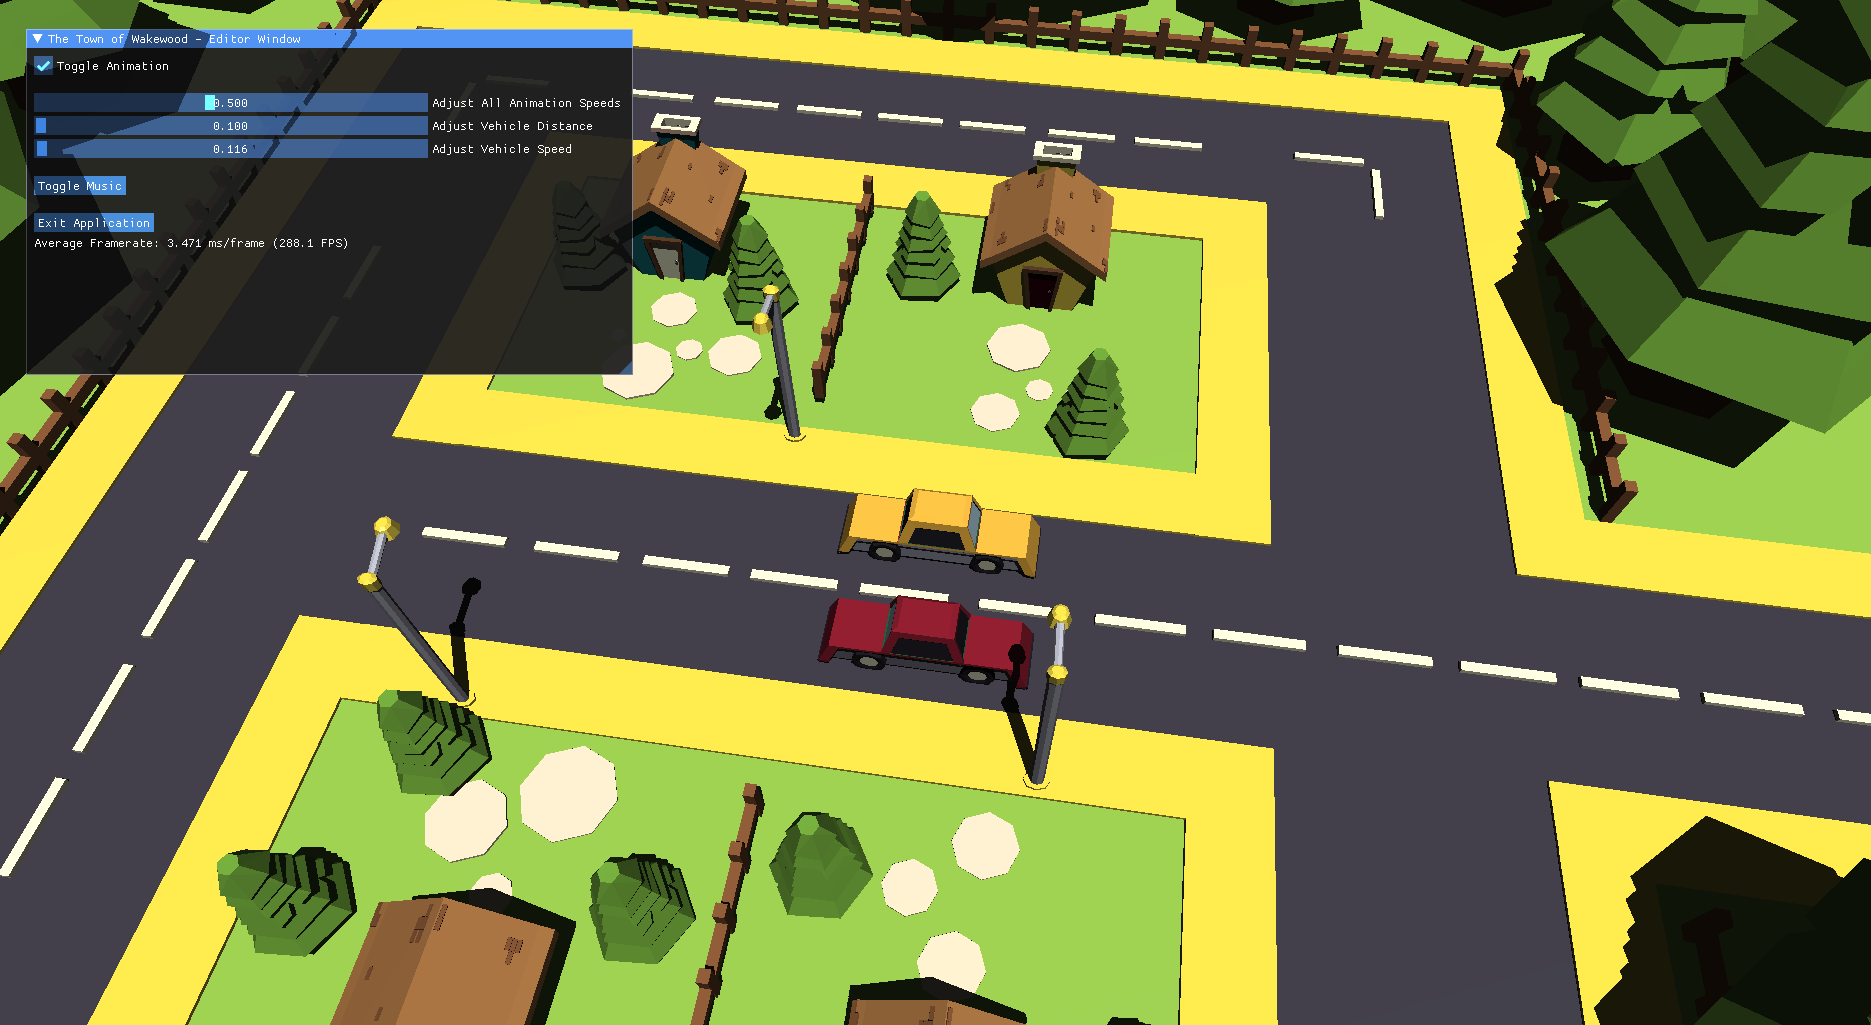 The Town of Wakewood - Editor Window
Toggle Animation
0.500 Adjust All Animation Speeds
0.100 Adjust Vehicle Distance
0.116 Adjust Vehicle Speed
Toggle Music
Exit Application
Average Framerate: 3.471 ms/frame (288.1 FPS)